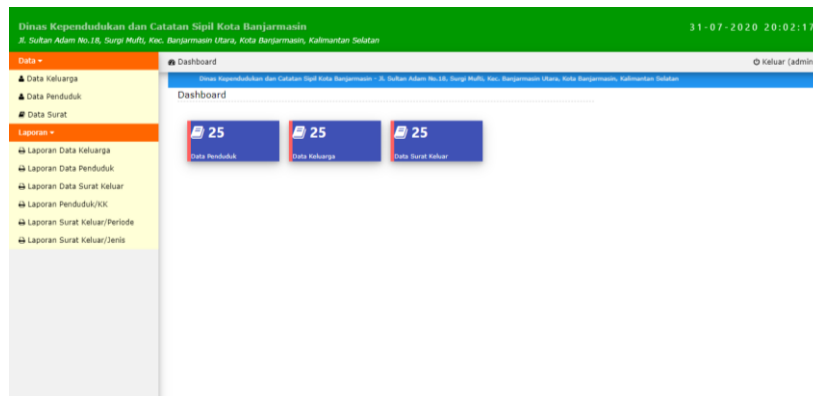 Dinas Kependudukan dan Catatan Sipil Kota Banjarmasin
Jl. Sultan Adam No.18, Surgi Mufti, Kec. Banjarmasin Utara, Kota Banjarmasin, Kalimantan Selatan
31-07-2020 20:02:17
Data
Dashboard
Keluar (admin
Data Keluarga
Data Penduduk
Data Surat
Laporan
Laporan Data Keluarga
Laporan Data Penduduk
Laporan Data Surat Keluar
Laporan Penduduk/KK
Laporan Surat Keluar/Periode
Laporan Surat Keluar/Jenis
Dinas Kependudukan dan Catatan Sipil Kota Banjarmasin - Jl. Sultan Adam No.18, Surgi Mufti, Kec. Banjarmasin Utara, Kota Banjarmasin, Kalimantan Selatan
Dashboard
25
Data Penduduk
25
Data Keluarga
25
Data Surat Keluar